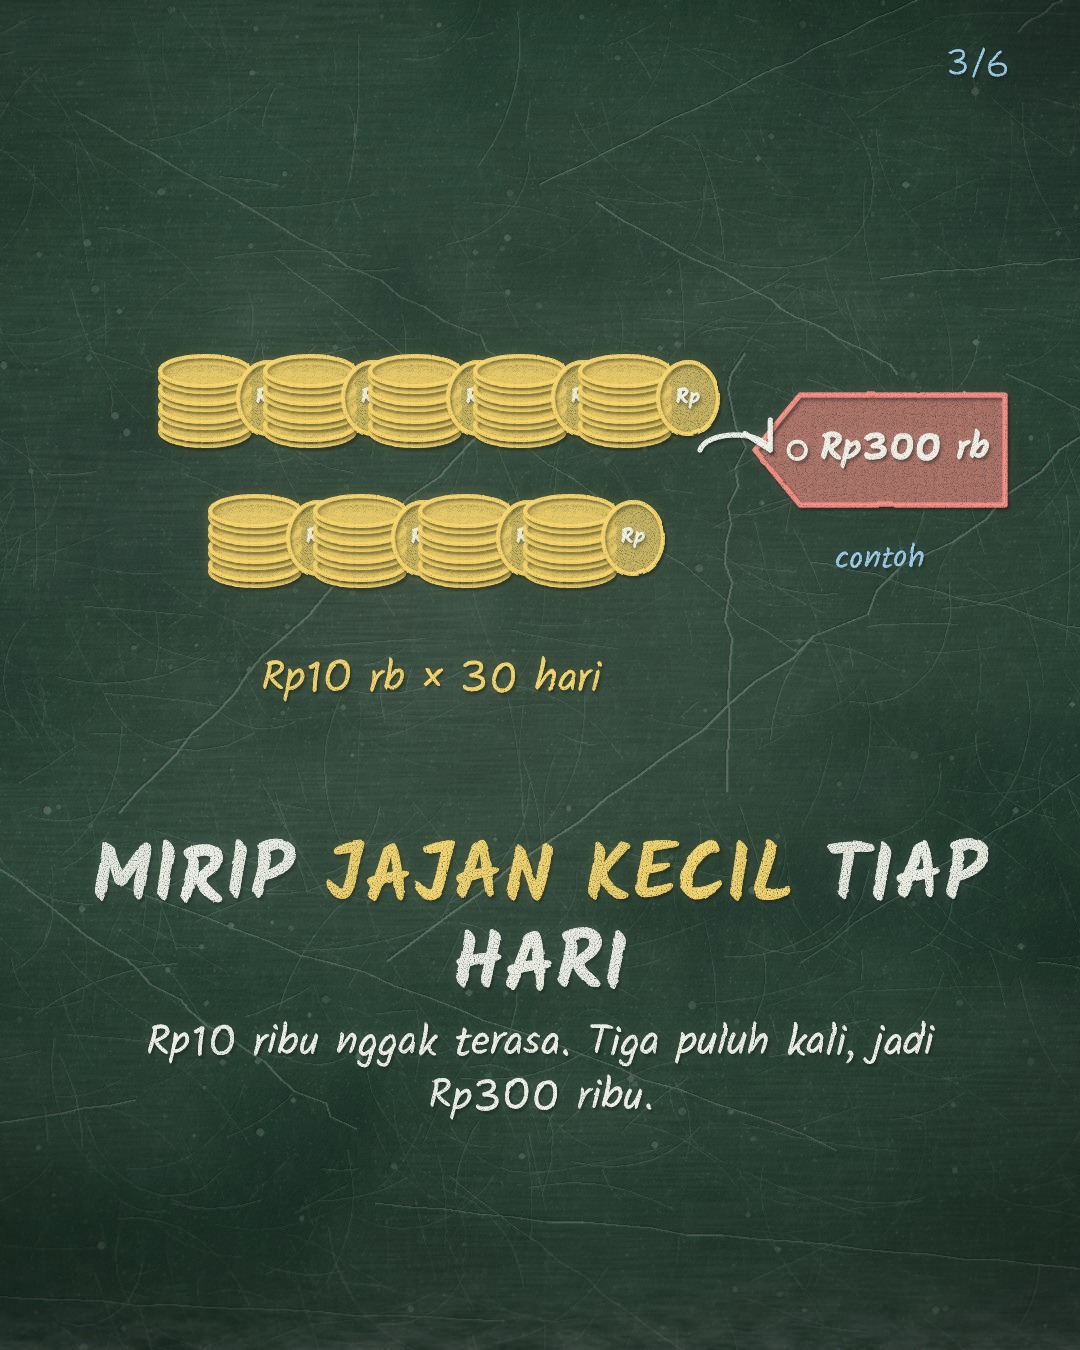 3/6
Rp
Rp300 rb
Rp
contoh
Rp10 rb × 30 hari
MIRIP JAJAN KECIL TIAP
HARI
Rp10 ribu nggak terasa. Tiga puluh kali, jadi
Rp300 ribu.